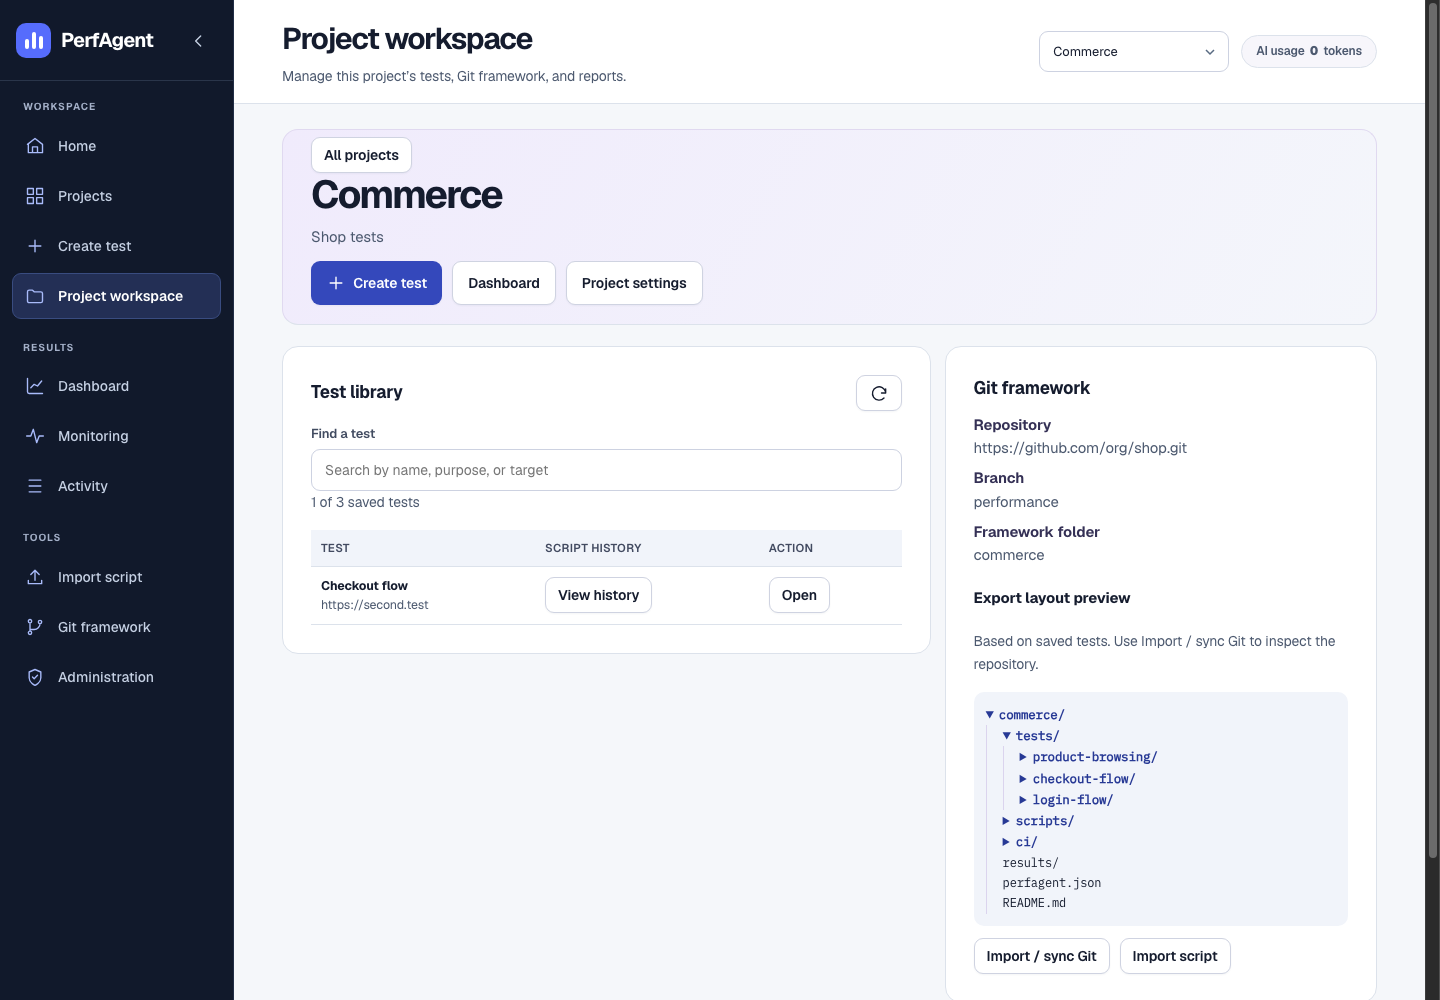 PerfAgent
WORKSPACE
Home
Projects
Create test
Project workspace
RESULTS
Dashboard
Monitoring
Activity
TOOLS
Import script
Git framework
Administration
Project workspace
Manage this project's tests, Git framework, and reports.
Commerce
AI usage 0 tokens
All projects
Commerce
Shop tests
Create test
Dashboard
Project settings
Test library
Find a test
Search by name, purpose, or target
1 of 3 saved tests
TEST SCRIPT HISTORY ACTION
Checkout flow
https://second.test
View history
Open
Git framework
Repository
https://github.com/org/shop.git
Branch
performance
Framework folder
commerce
Export layout preview
Based on saved tests. Use Import / sync Git to inspect the
repository.
commerce/
tests/
product-browsing/
checkout-flow/
login-flow/
scripts/
ci/
results/
perfagent.json
README.md
Import / sync Git
Import script